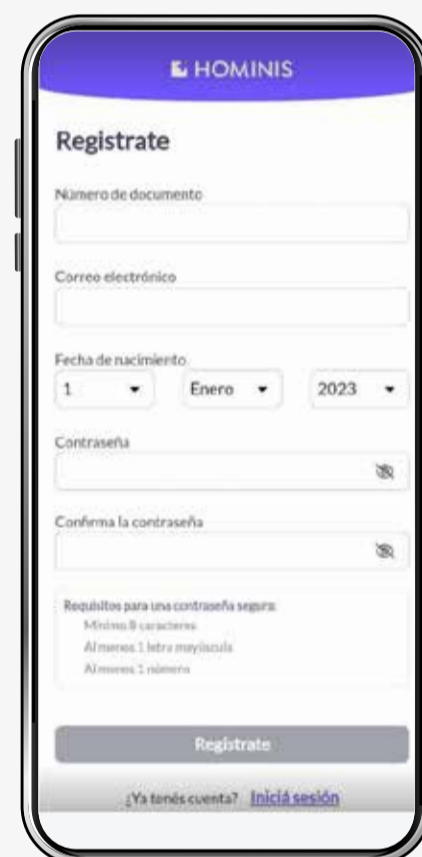 HOMINIS
Registrate
Número de documento
Correo electrónico
Fecha de nacimiento
1 Enero 2023
Contraseña
Confirma la contraseña
Requisitos para una contraseña segura:
Mínimo 8 caracteres
Al menos 1 letra mayúscula
Al menos 1 número
Registrate
¿Ya tenés cuenta? Iniciá sesión